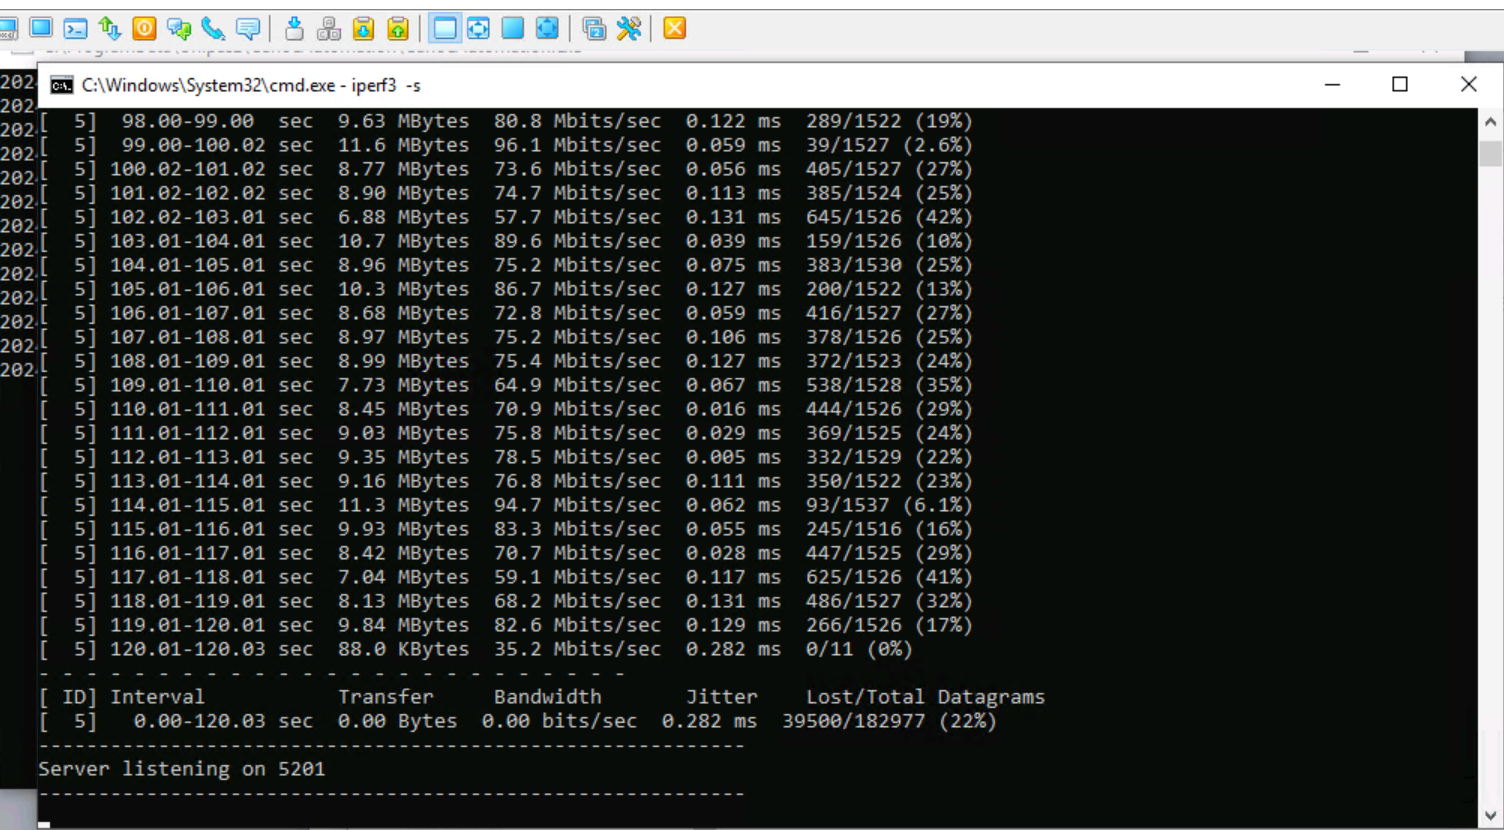 C:\Windows\System32\cmd.exe - iperf3  -s
202
202
202
202
202
202
202
202
202
202
202
202
202
[  5]  98.00-99.00  sec  9.63 MBytes  80.8 Mbits/sec  0.122 ms  289/1522 (19%)
[  5]  99.00-100.02 sec  11.6 MBytes  96.1 Mbits/sec  0.059 ms  39/1527 (2.6%)
[  5] 100.02-101.02 sec  8.77 MBytes  73.6 Mbits/sec  0.056 ms  405/1527 (27%)
[  5] 101.02-102.02 sec  8.90 MBytes  74.7 Mbits/sec  0.113 ms  385/1524 (25%)
[  5] 102.02-103.01 sec  6.88 MBytes  57.7 Mbits/sec  0.131 ms  645/1526 (42%)
[  5] 103.01-104.01 sec  10.7 MBytes  89.6 Mbits/sec  0.039 ms  159/1526 (10%)
[  5] 104.01-105.01 sec  8.96 MBytes  75.2 Mbits/sec  0.075 ms  383/1530 (25%)
[  5] 105.01-106.01 sec  10.3 MBytes  86.7 Mbits/sec  0.127 ms  200/1522 (13%)
[  5] 106.01-107.01 sec  8.68 MBytes  72.8 Mbits/sec  0.059 ms  416/1527 (27%)
[  5] 107.01-108.01 sec  8.97 MBytes  75.2 Mbits/sec  0.106 ms  378/1526 (25%)
[  5] 108.01-109.01 sec  8.99 MBytes  75.4 Mbits/sec  0.127 ms  372/1523 (24%)
[  5] 109.01-110.01 sec  7.73 MBytes  64.9 Mbits/sec  0.067 ms  538/1528 (35%)
[  5] 110.01-111.01 sec  8.45 MBytes  70.9 Mbits/sec  0.016 ms  444/1526 (29%)
[  5] 111.01-112.01 sec  9.03 MBytes  75.8 Mbits/sec  0.029 ms  369/1525 (24%)
[  5] 112.01-113.01 sec  9.35 MBytes  78.5 Mbits/sec  0.005 ms  332/1529 (22%)
[  5] 113.01-114.01 sec  9.16 MBytes  76.8 Mbits/sec  0.111 ms  350/1522 (23%)
[  5] 114.01-115.01 sec  11.3 MBytes  94.7 Mbits/sec  0.062 ms  93/1537 (6.1%)
[  5] 115.01-116.01 sec  9.93 MBytes  83.3 Mbits/sec  0.055 ms  245/1516 (16%)
[  5] 116.01-117.01 sec  8.42 MBytes  70.7 Mbits/sec  0.028 ms  447/1525 (29%)
[  5] 117.01-118.01 sec  7.04 MBytes  59.1 Mbits/sec  0.117 ms  625/1526 (41%)
[  5] 118.01-119.01 sec  8.13 MBytes  68.2 Mbits/sec  0.131 ms  486/1527 (32%)
[  5] 119.01-120.01 sec  9.84 MBytes  82.6 Mbits/sec  0.129 ms  266/1526 (17%)
[  5] 120.01-120.03 sec  88.0 KBytes  35.2 Mbits/sec  0.282 ms  0/11 (0%)
- - - - - - - - - - - - - - - - - - - - - - - - -
[ ID] Interval           Transfer     Bandwidth       Jitter    Lost/Total Datagrams
[  5]   0.00-120.03 sec  0.00 Bytes  0.00 bits/sec  0.282 ms  39500/182977 (22%)
-----------------------------------------------------------
Server listening on 5201
-----------------------------------------------------------